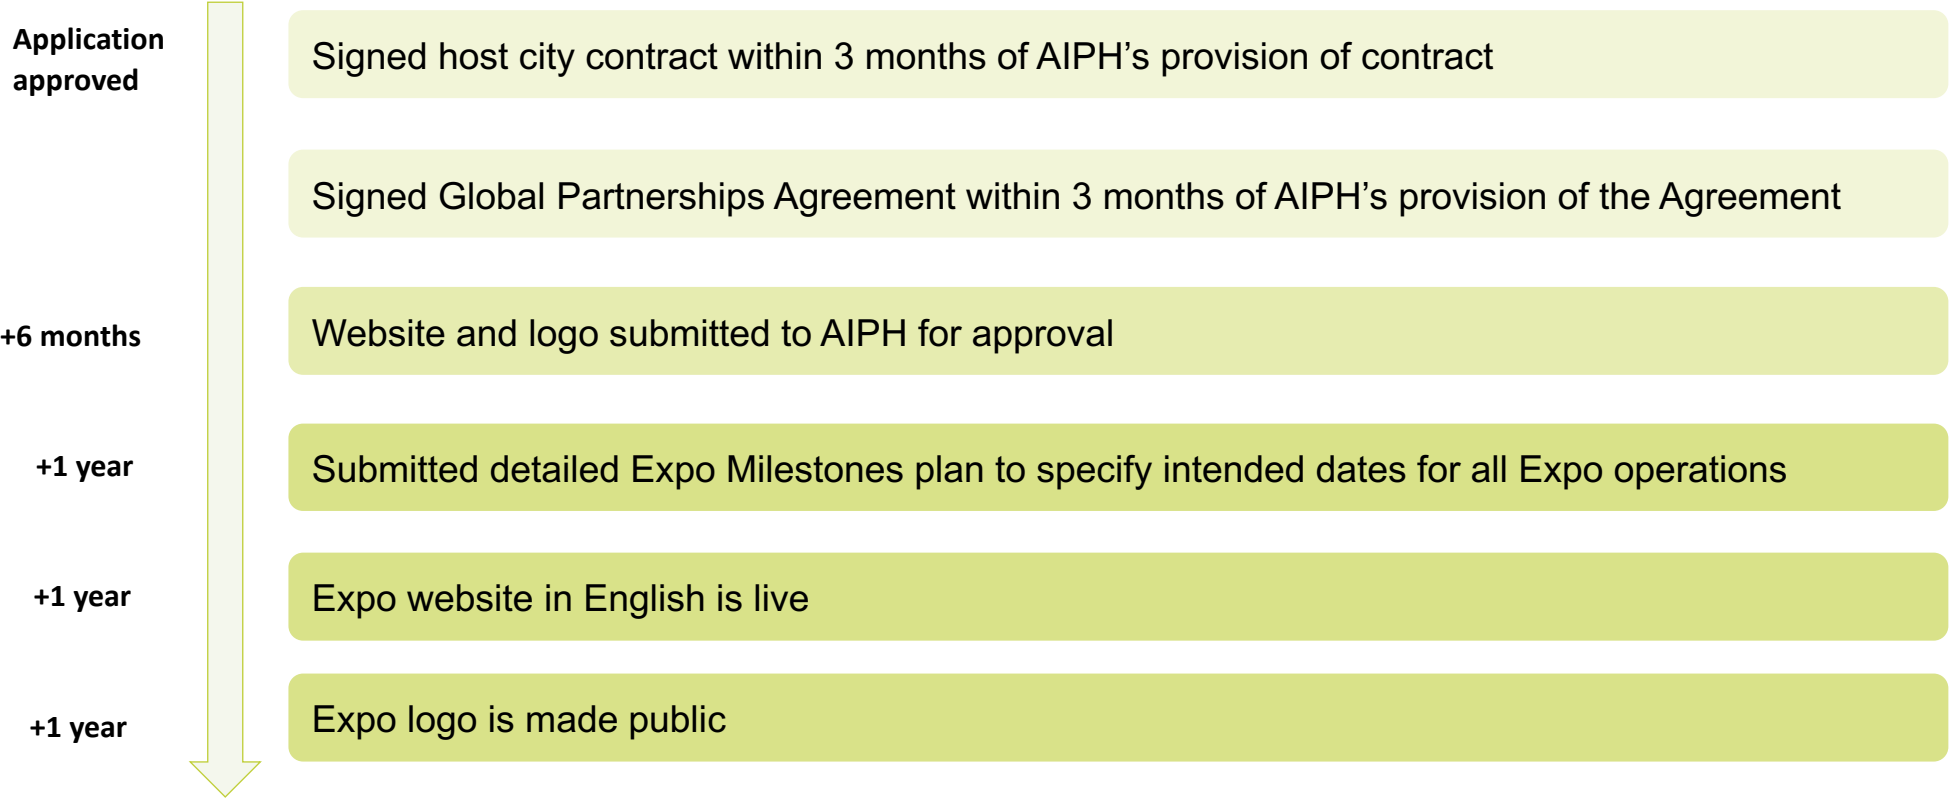 Application
approved
Signed host city contract within 3 months of AIPH’s provision of contract
Signed Global Partnerships Agreement within 3 months of AIPH’s provision of the Agreement
+6 months
Website and logo submitted to AIPH for approval
+1 year
Submitted detailed Expo Milestones plan to specify intended dates for all Expo operations
+1 year
Expo website in English is live
+1 year
Expo logo is made public